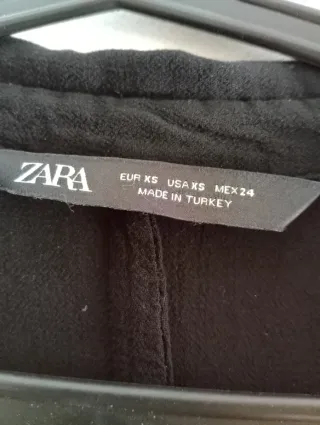 ZARA
EUR XS USA XS MEX 24
MADE IN TURKEY